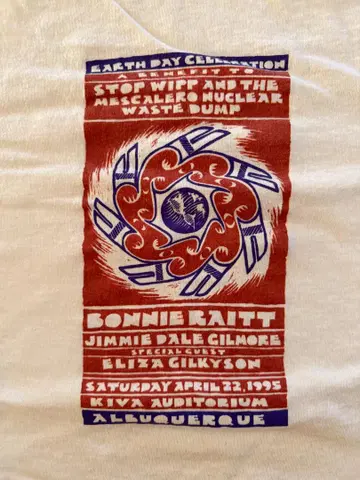 EARTH DAY CELEBRATION
A BENEFIT TO
STOP WIPP AND THE
MESCALERO NUCLEAR
WASTE DUMP
BONNIE RAITT
JIMMIE DALE GILMORE
SPECIAL GUEST
ELIZA GILKYSON
SATURDAY APRIL 22, 1995
KIVA AUDITORIUM
ALBUQUERQUE